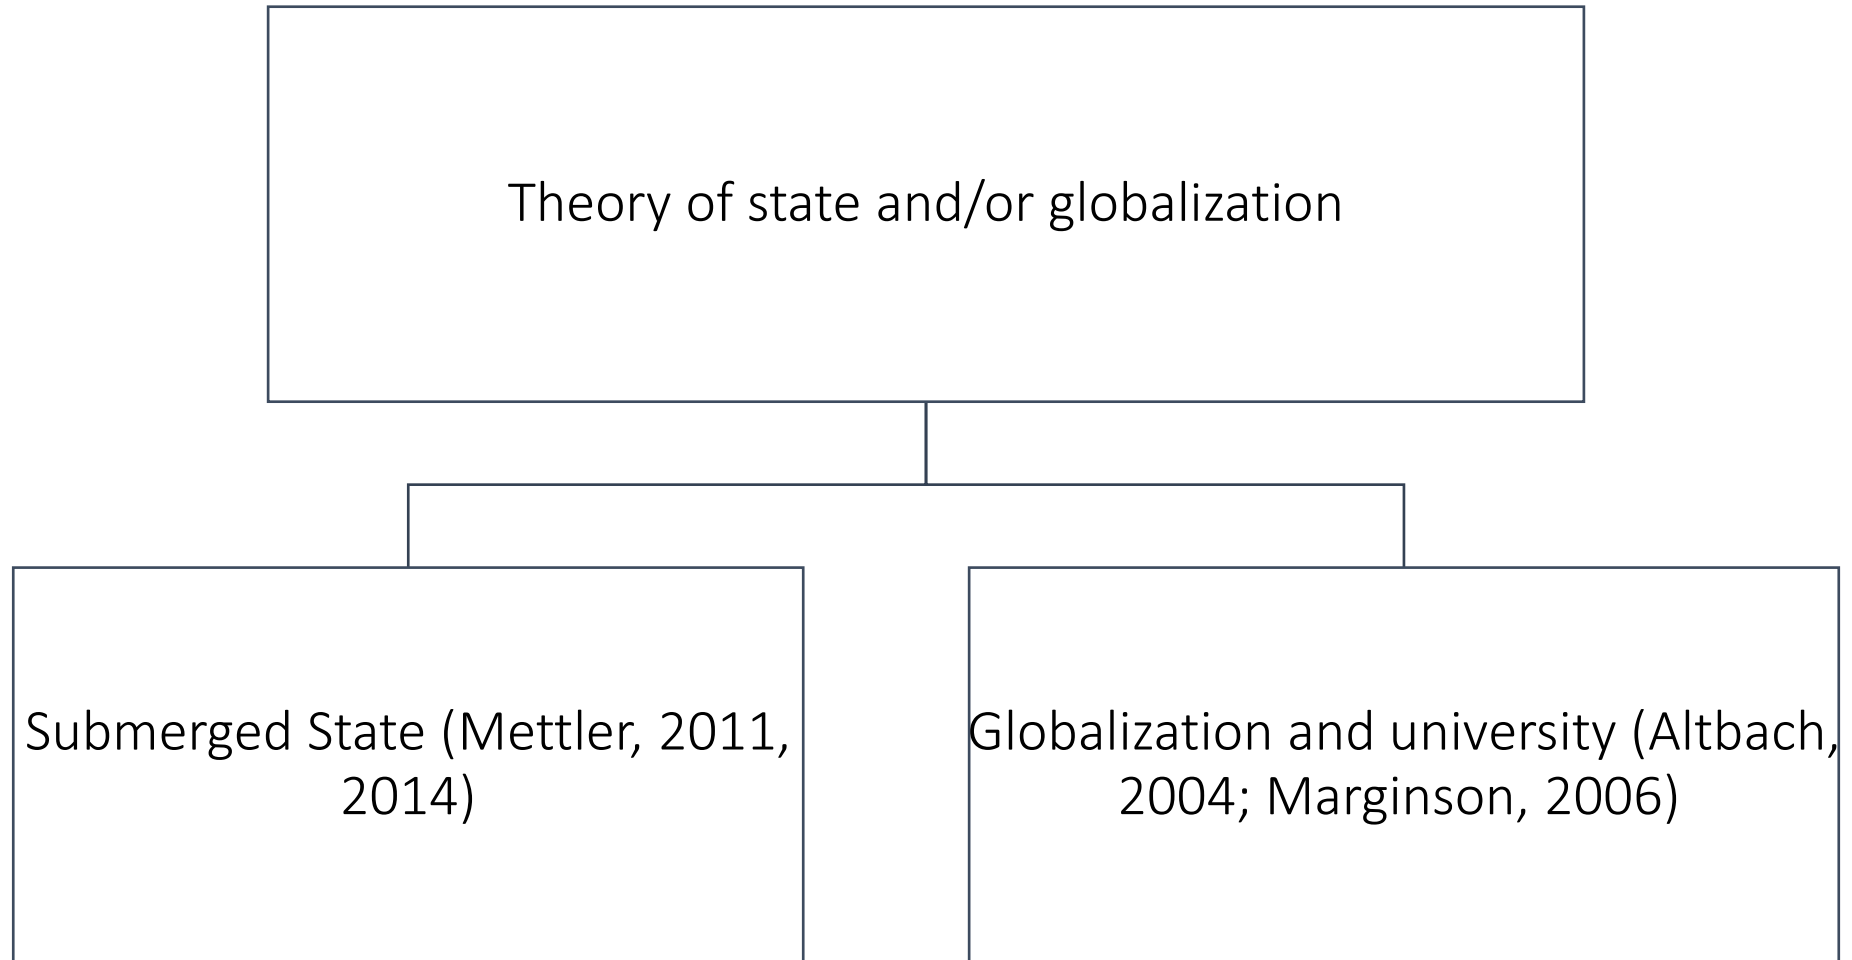 Theory of state and/or globalization
Submerged State (Mettler, 2011,
2014)
Globalization and university (Altbach,
2004; Marginson, 2006)